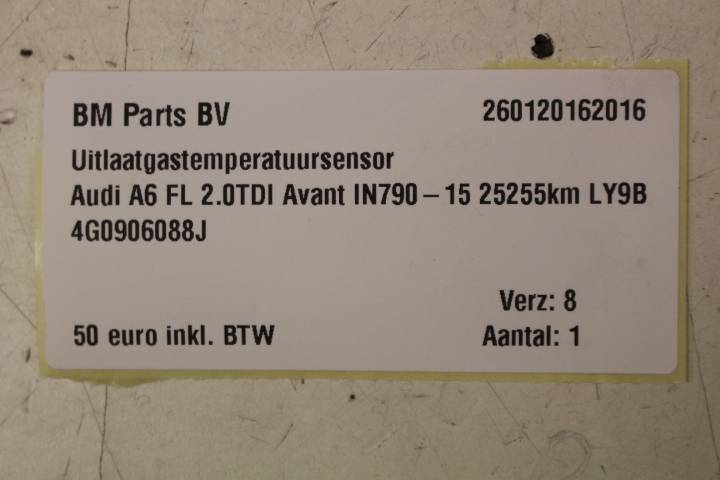 BM Parts BV 260120162016
Uitlaatgastemperatuursensor
Audi A6 FL 2.0TDI Avant IN790 – 15 25255km LY9B
4G0906088J
Verz: 8
50 euro inkl. BTW Aantal: 1